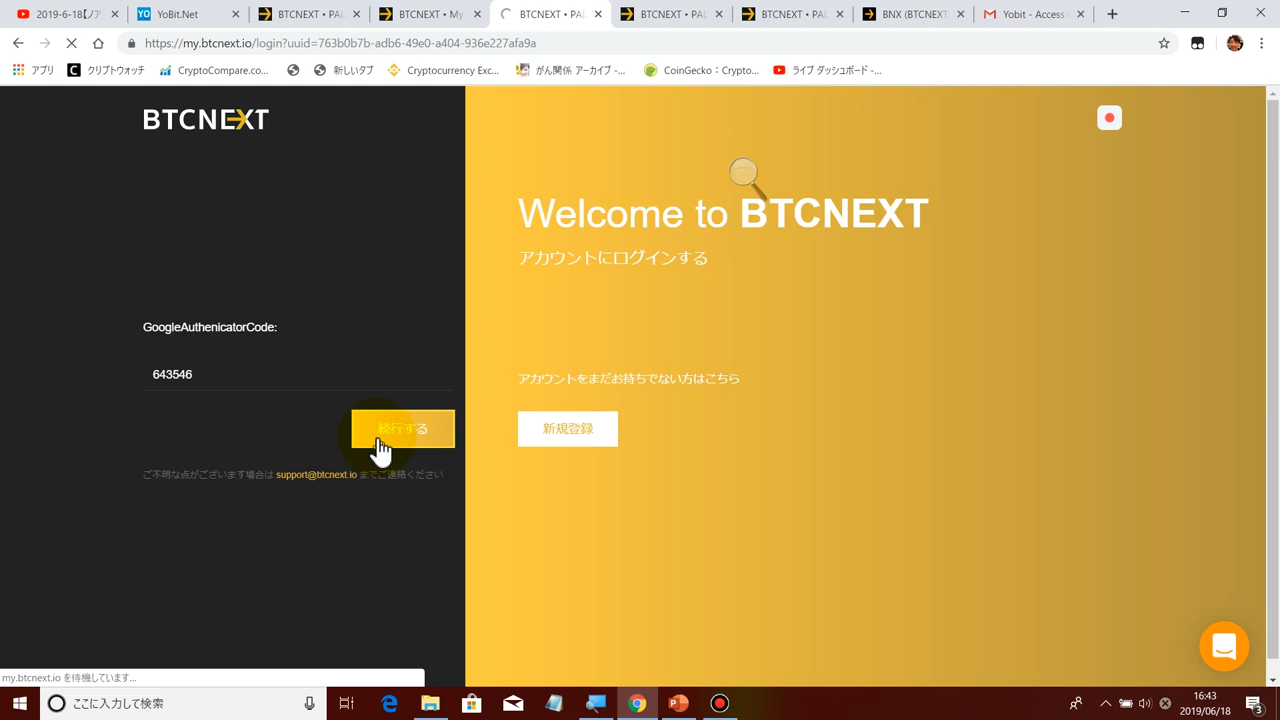 2019-6-18【ノア
YoBit.Net
BTCNEXT • PAI
BTCNEXT • My
BTCNEXT • PAI
BTCNEXT • PAI
BTCNEXT • PAI
BNX (BTCNEXT
Yobit - Access
https://my.btcnext.io/login?uuid=763b0b7b-adb6-49e0-a404-936e227afa9a
アプリ
クリプトウォッチ
CryptoCompare.co...
新しいタブ
Cryptocurrency Exc...
がん関係 アーカイブ -...
CoinGecko：Crypto...
ライブ ダッシュボード -...
BTCNEXT
Welcome to BTCNEXT
アカウントにログインする
GoogleAuthenicatorCode:
643546
続行する
ご不明な点がございます場合は support@btcnext.io までご連絡ください
アカウントをまだお持ちでない方はこちら
新規登録
my.btcnext.io を待機しています...
ここに入力して検索
16:43
2019/06/18
3